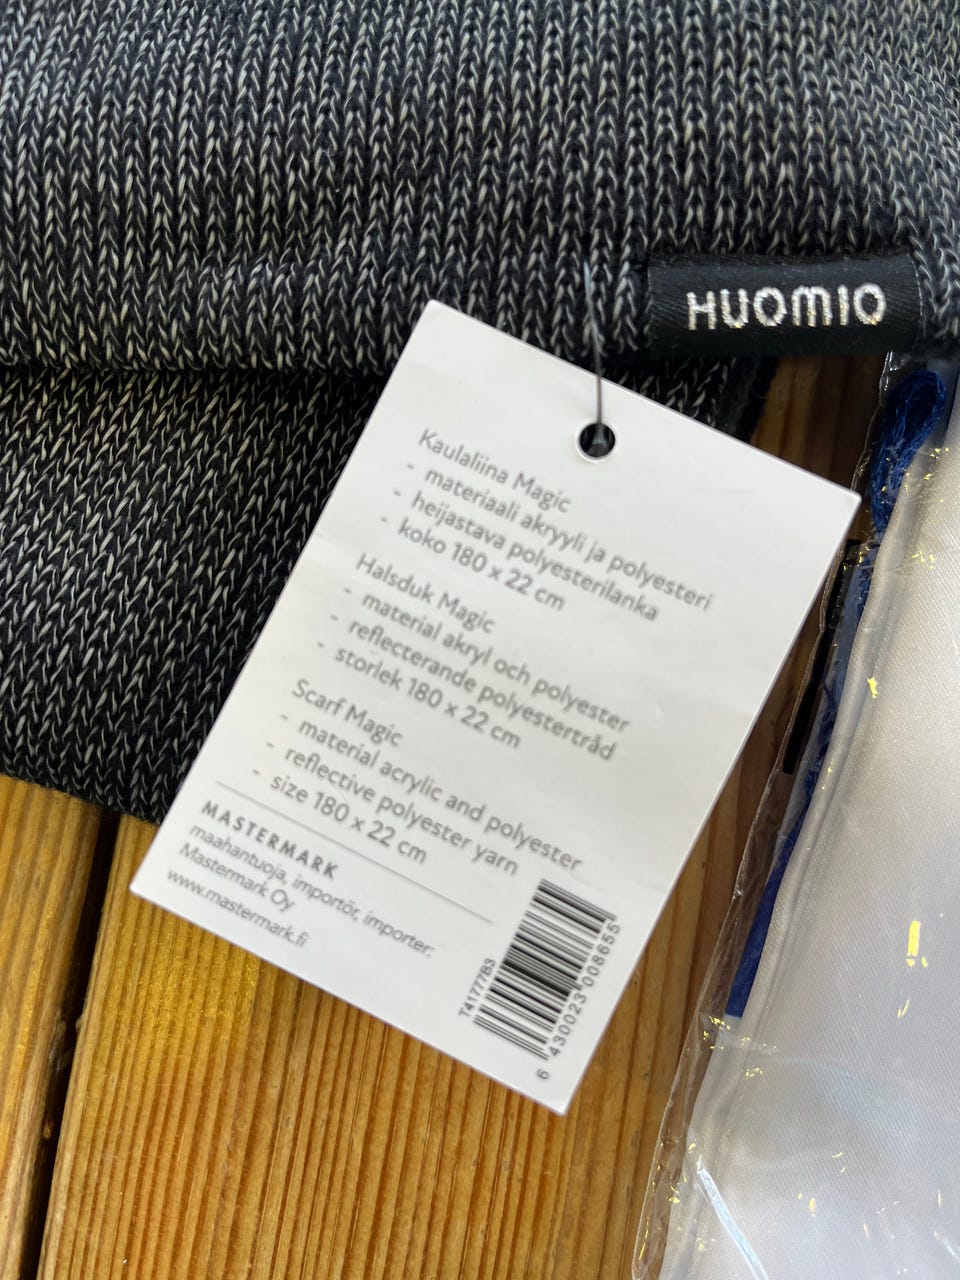 HUOMIO
Kaulaliina Magic
- materiaali akryyli ja polyesteri
- heijastava polyesterilanka
- koko 180 x 22 cm
Halsduk Magic
- material akryl och polyester
- reflecterande polyestertråd
- storlek 180 x 22 cm
Scarf Magic
- material acrylic and polyester
- reflective polyester yarn
- size 180 x 22 cm
MASTERMARK
maahantuoja, importör, importer:
Mastermark Oy
www.mastermark.fi
T41777B3
6 430023 008655